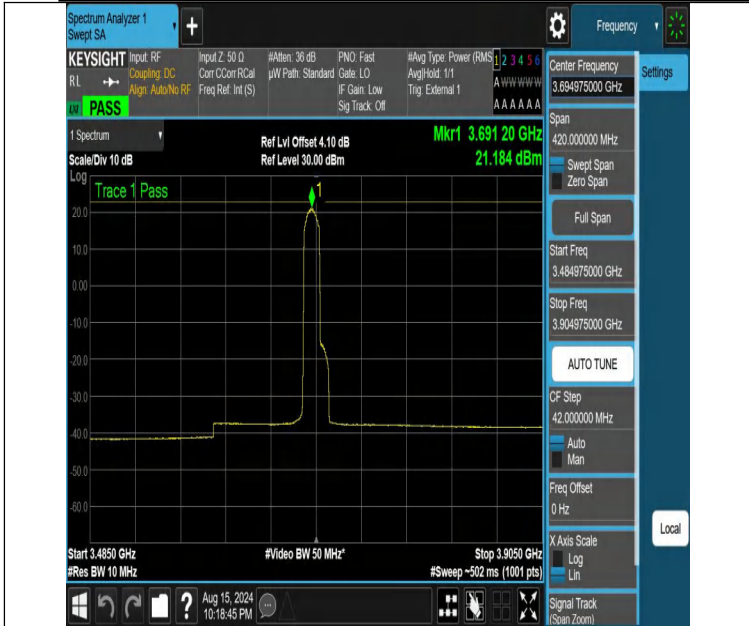 Spectrum Analyzer 1
Swept SA
Frequency
KEYSIGHT
RL
PASS
Input: RF
Coupling: DC
Align: Auto/No RF
Input Z: 50 Ω
Corr CCorr RCal
Freq Ref: Int (S)
#Atten: 36 dB
µW Path: Standard
PNO: Fast
Gate: LO
IF Gain: Low
Sig Track: Off
#Avg Type: Power (RMS
Avg|Hold: 1/1
Trig: External 1
1 2 3 4 5 6
A W W W W W
A A A A A A
1 Spectrum
Scale/Div 10 dB
Ref Lvl Offset 4.10 dB
Ref Level 30.00 dBm
Mkr1 3.691 20 GHz
21.184 dBm
Log
Trace 1 Pass
1
20.0
10.0
0.00
-10.0
-20.0
-30.0
-40.0
-50.0
-60.0
Start 3.4850 GHz
#Res BW 10 MHz
#Video BW 50 MHz*
Stop 3.9050 GHz
#Sweep ~502 ms (1001 pts)
Aug 15, 2024
10:18:45 PM
Center Frequency
3.694975000 GHz
Span
420.000000 MHz
Swept Span
Zero Span
Full Span
Start Freq
3.484975000 GHz
Stop Freq
3.904975000 GHz
AUTO TUNE
CF Step
42.000000 MHz
Auto
Man
Freq Offset
0 Hz
X Axis Scale
Log
Lin
Signal Track
(Span Zoom)
Settings
Local